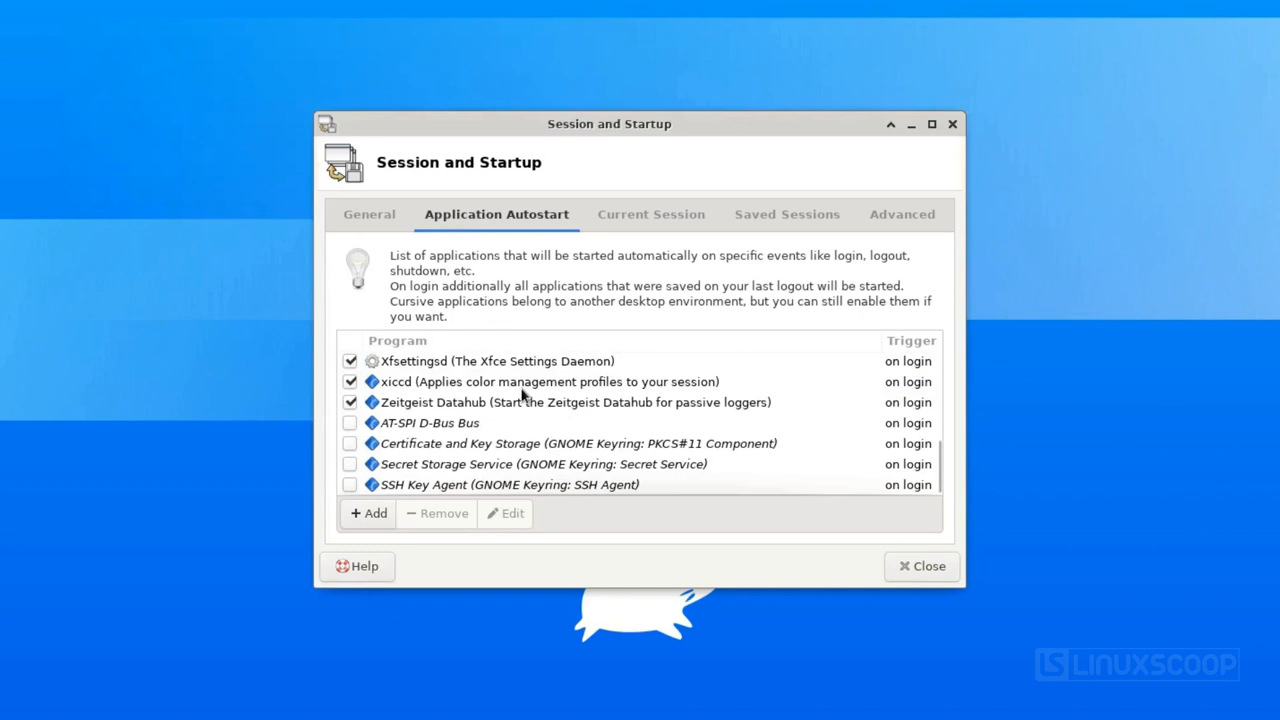 Session and Startup
Session and Startup
General Application Autostart Current Session Saved Sessions Advanced
List of applications that will be started automatically on specific events like login, logout,
shutdown, etc.
On login additionally all applications that were saved on your last logout will be started.
Cursive applications belong to another desktop environment, but you can still enable them if
you want.
Program Trigger
Xfsettingsd (The Xfce Settings Daemon) on login
xiccd (Applies color management profiles to your session) on login
Zeitgeist Datahub (Start the Zeitgeist Datahub for passive loggers) on login
AT-SPI D-Bus Bus on login
Certificate and Key Storage (GNOME Keyring: PKCS#11 Component) on login
Secret Storage Service (GNOME Keyring: Secret Service) on login
SSH Key Agent (GNOME Keyring: SSH Agent) on login
Add Remove Edit
Help Close
LS LINUXSCOOP